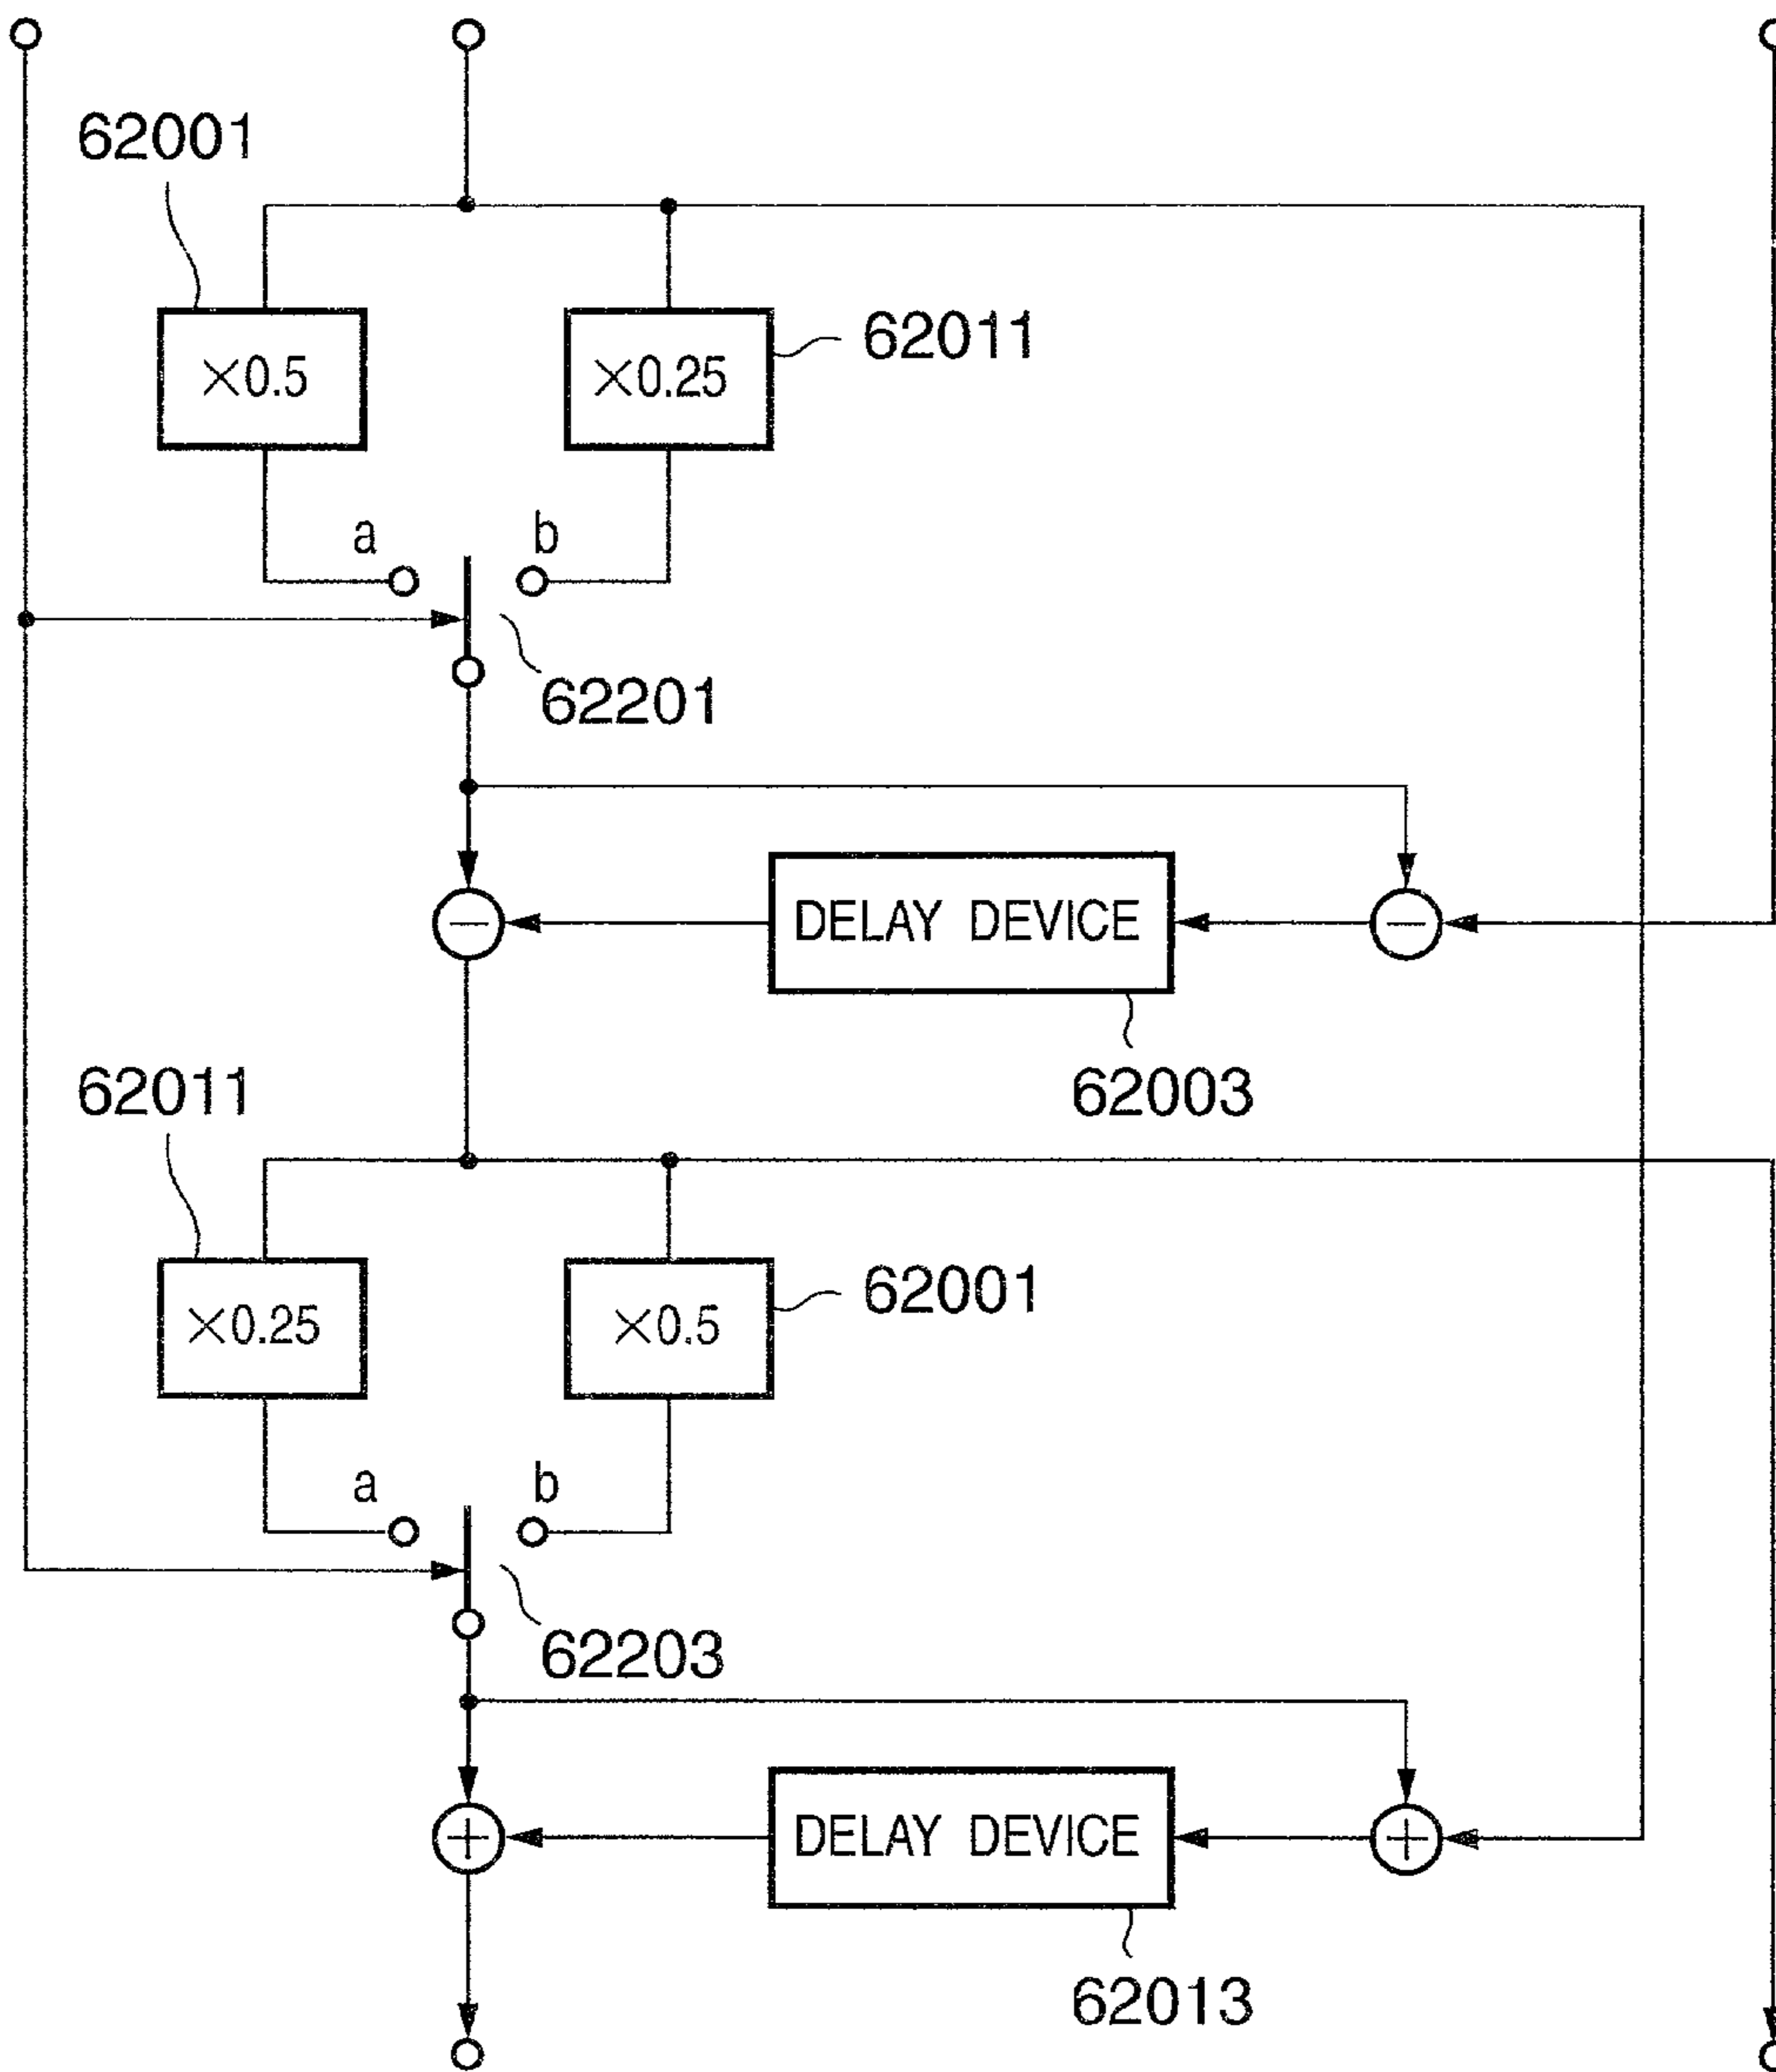 62001
×0.5
×0.25
62011
a
b
62201
- DELAY DEVICE -
62003
62011
×0.25
×0.5
62001
a
b
62203
+ DELAY DEVICE +
62013